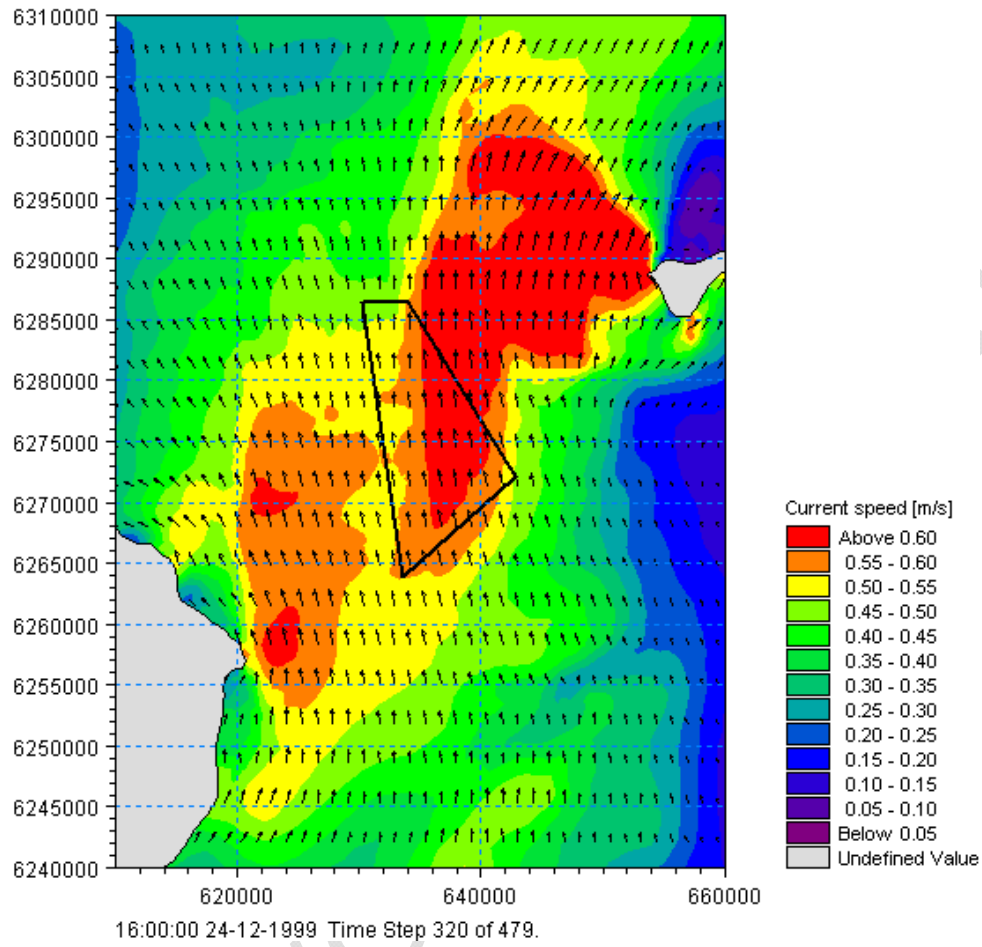 6310000
6305000
6300000
6295000
6290000
6285000
6280000
6275000
6270000
6265000
6260000
6255000
6250000
6245000
6240000
620000 640000 660000
Current speed [m/s]
Above 0.60
0.55 - 0.60
0.50 - 0.55
0.45 - 0.50
0.40 - 0.45
0.35 - 0.40
0.30 - 0.35
0.25 - 0.30
0.20 - 0.25
0.15 - 0.20
0.10 - 0.15
0.05 - 0.10
Below 0.05
Undefined Value
16:00:00 24-12-1999 Time Step 320 of 479.